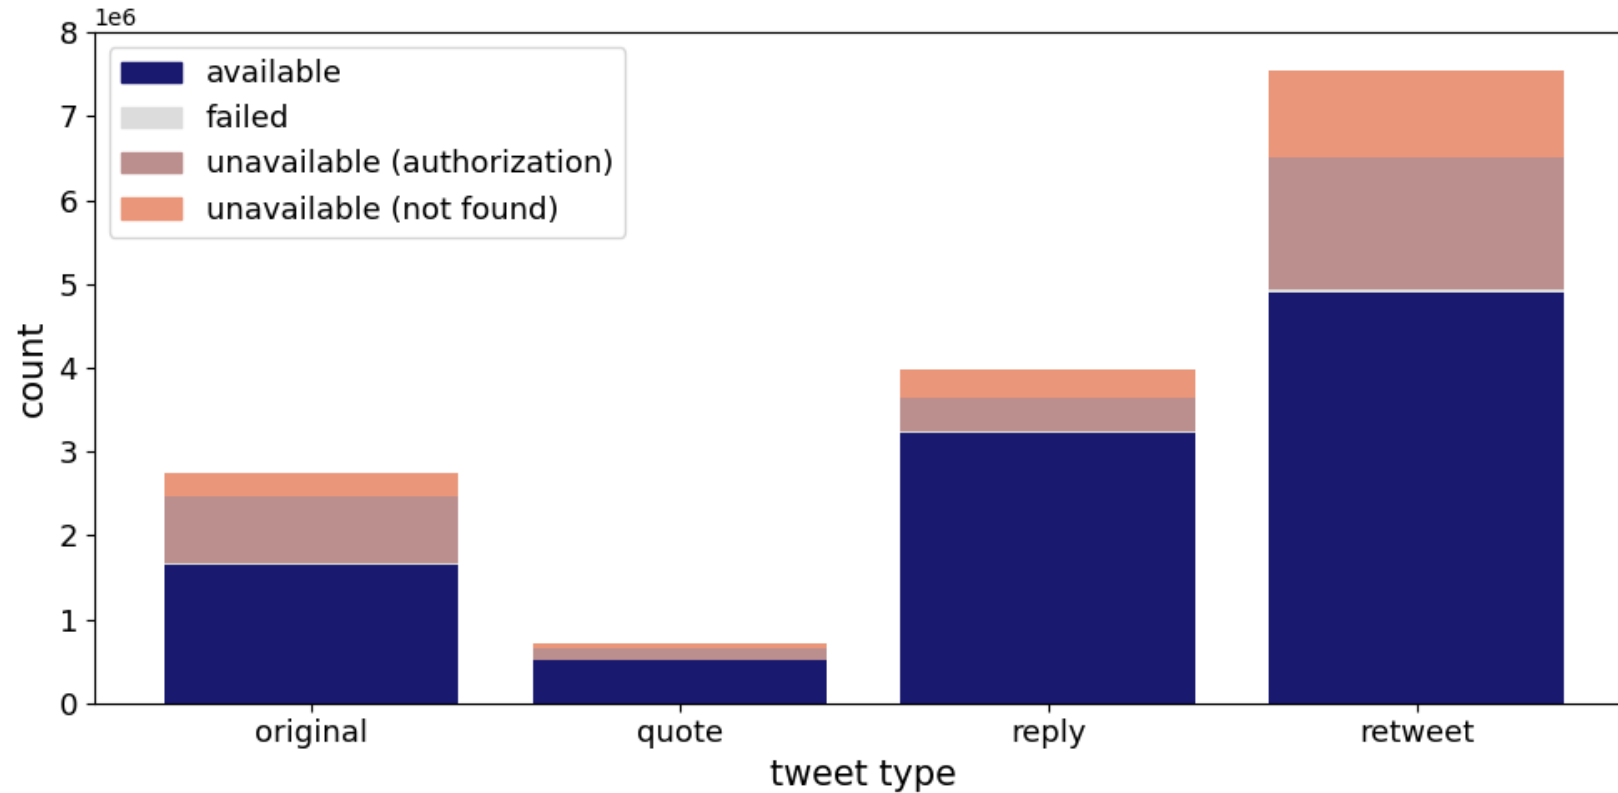 1e6
8
7
6
5
4
3
2
1
0
count
available
failed
unavailable (authorization)
unavailable (not found)
original quote reply retweet
tweet type